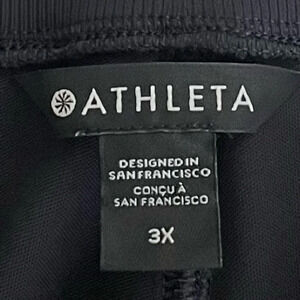 ATHLETA
DESIGNED IN
SAN FRANCISCO
CONÇU À
SAN FRANCISCO
3X